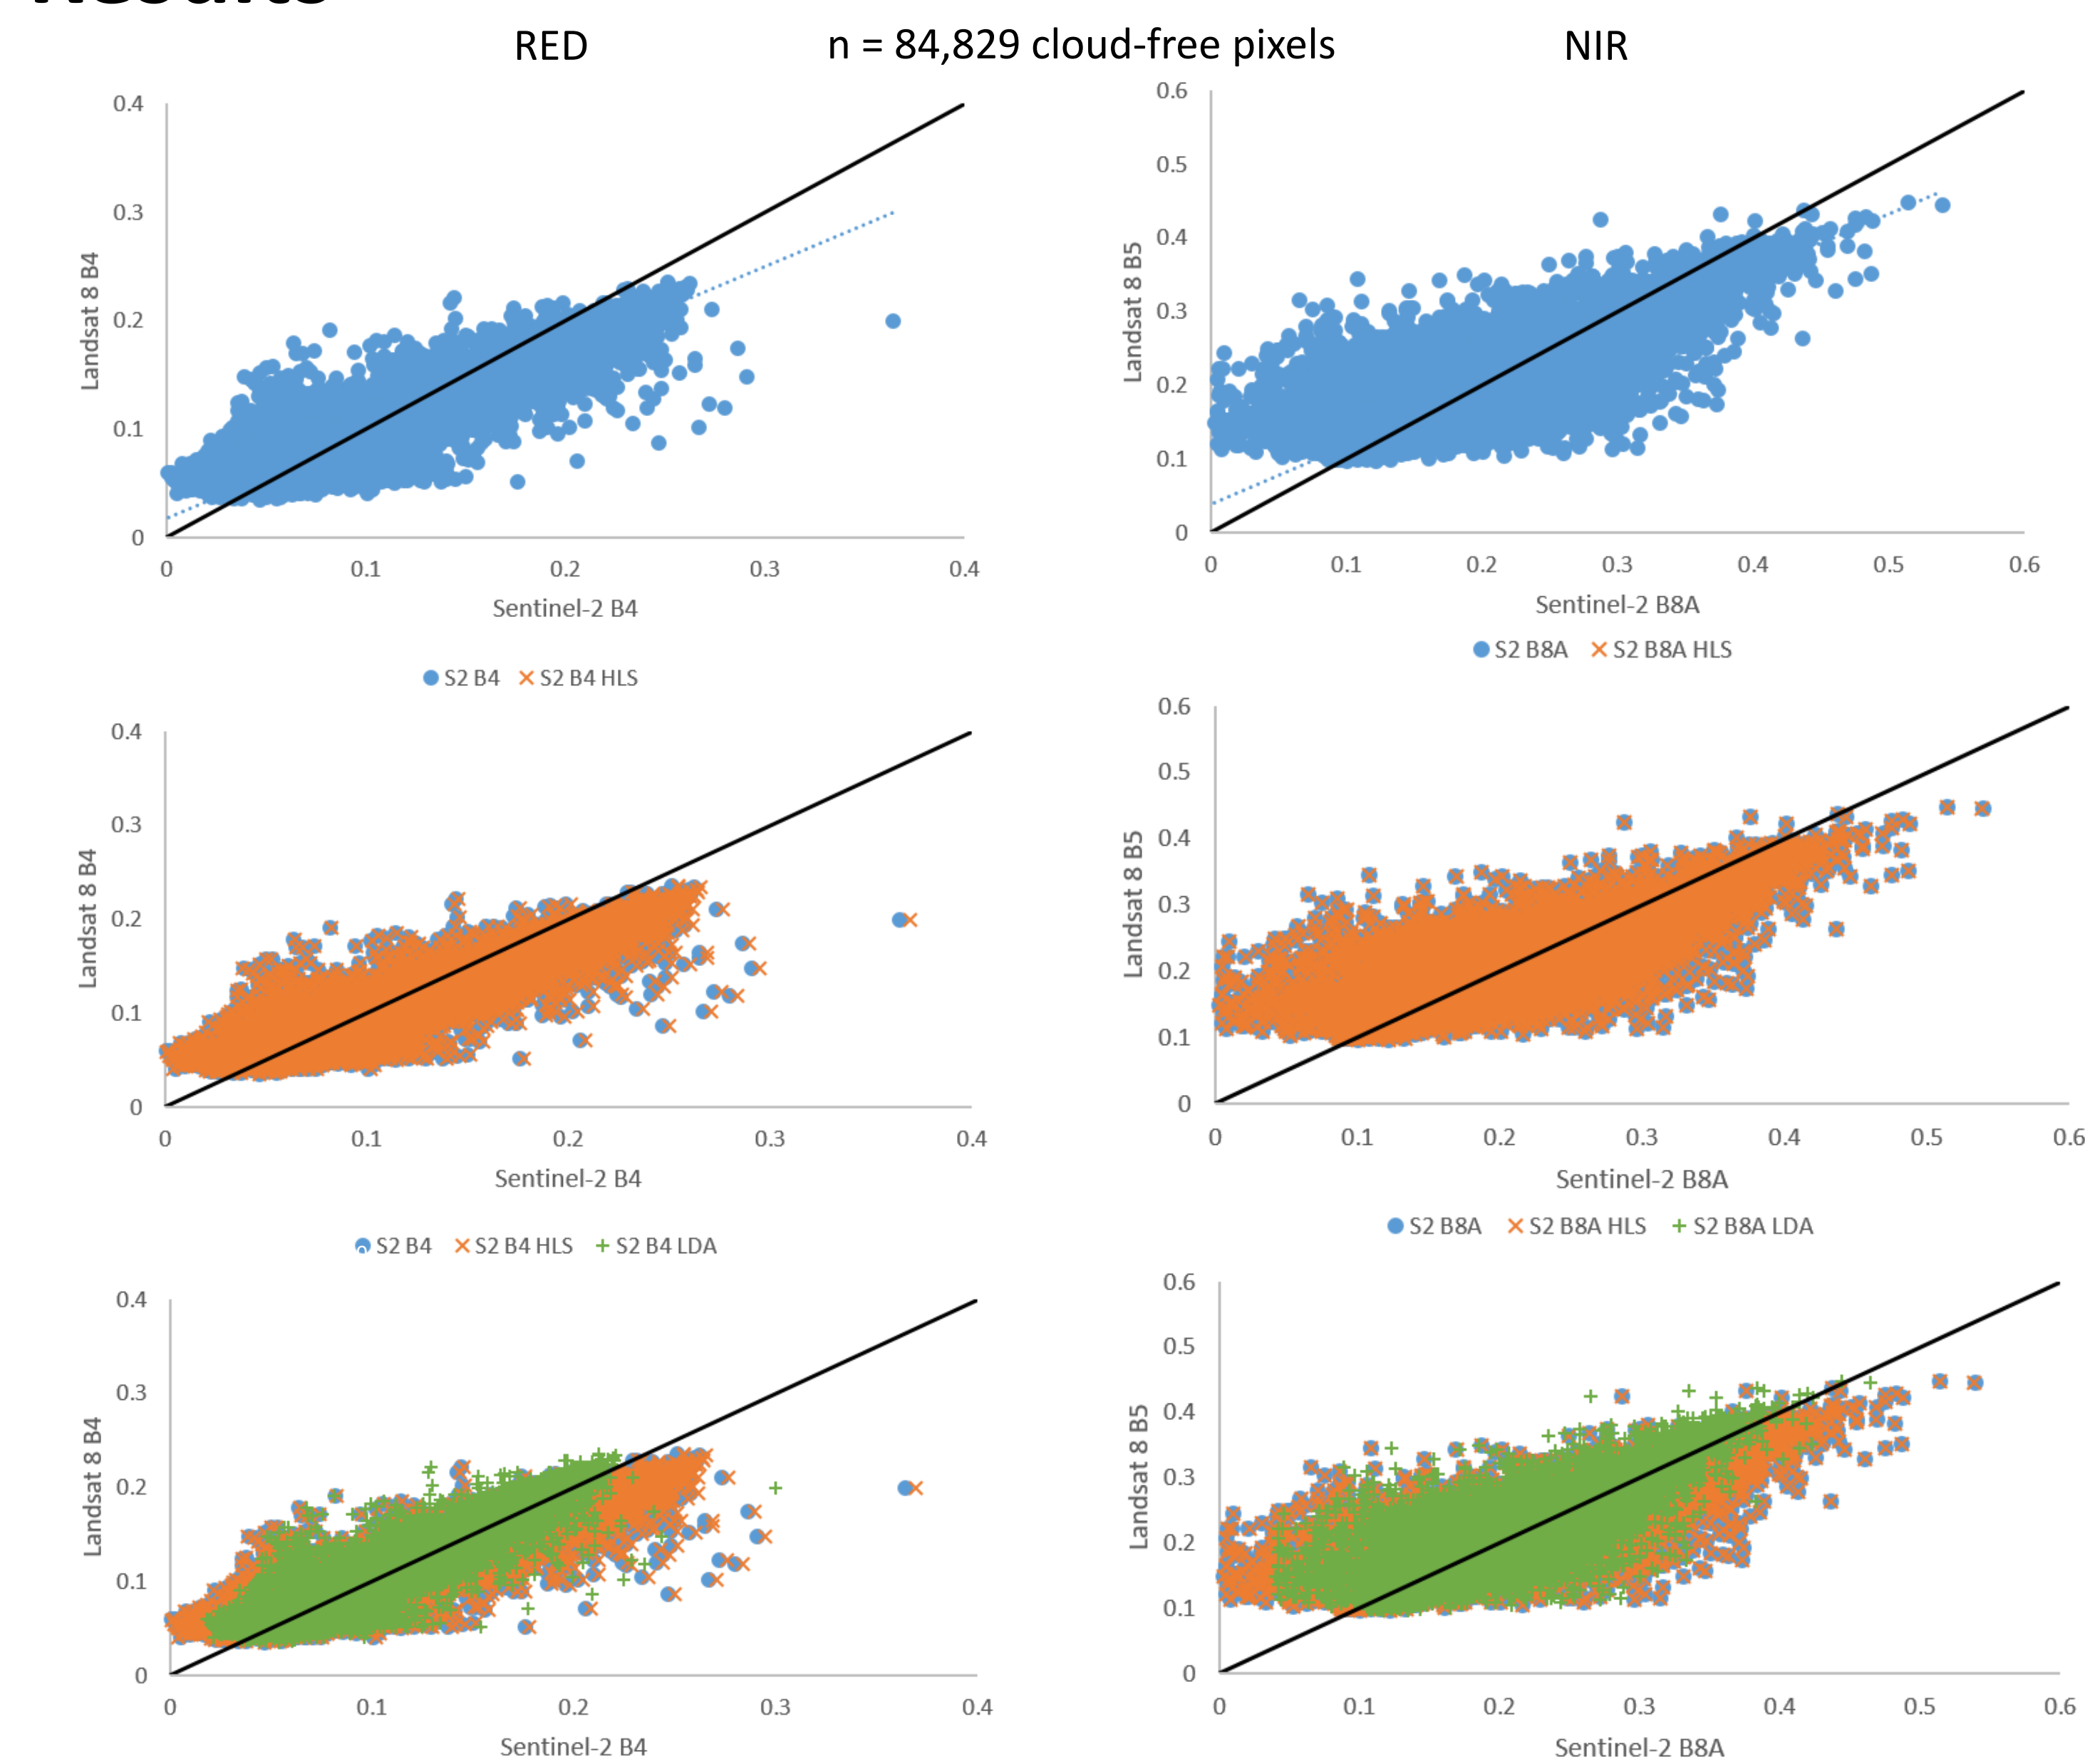 Results
RED
n = 84,829 cloud-free pixels
NIR
0.4
0.3
0.2
0.1
0
Landsat 8 B4
0
0.1
0.2
0.3
0.4
Sentinel-2 B4
0.6
0.5
0.4
0.3
0.2
0.1
0
Landsat 8 B5
0
0.1
0.2
0.3
0.4
0.5
0.6
Sentinel-2 B8A
S2 B4
S2 B4 HLS
0.4
0.3
0.2
0.1
0
Landsat 8 B4
0
0.1
0.2
0.3
0.4
Sentinel-2 B4
S2 B8A
S2 B8A HLS
0.6
0.5
0.4
0.3
0.2
0.1
0
Landsat 8 B5
0
0.1
0.2
0.3
0.4
0.5
0.6
Sentinel-2 B8A
S2 B4
S2 B4 HLS
S2 B4 LDA
0.4
0.3
0.2
0.1
0
Landsat 8 B4
0
0.1
0.2
0.3
0.4
Sentinel-2 B4
S2 B8A
S2 B8A HLS
S2 B8A LDA
0.6
0.5
0.4
0.3
0.2
0.1
0
Landsat 8 B5
0
0.1
0.2
0.3
0.4
0.5
0.6
Sentinel-2 B8A